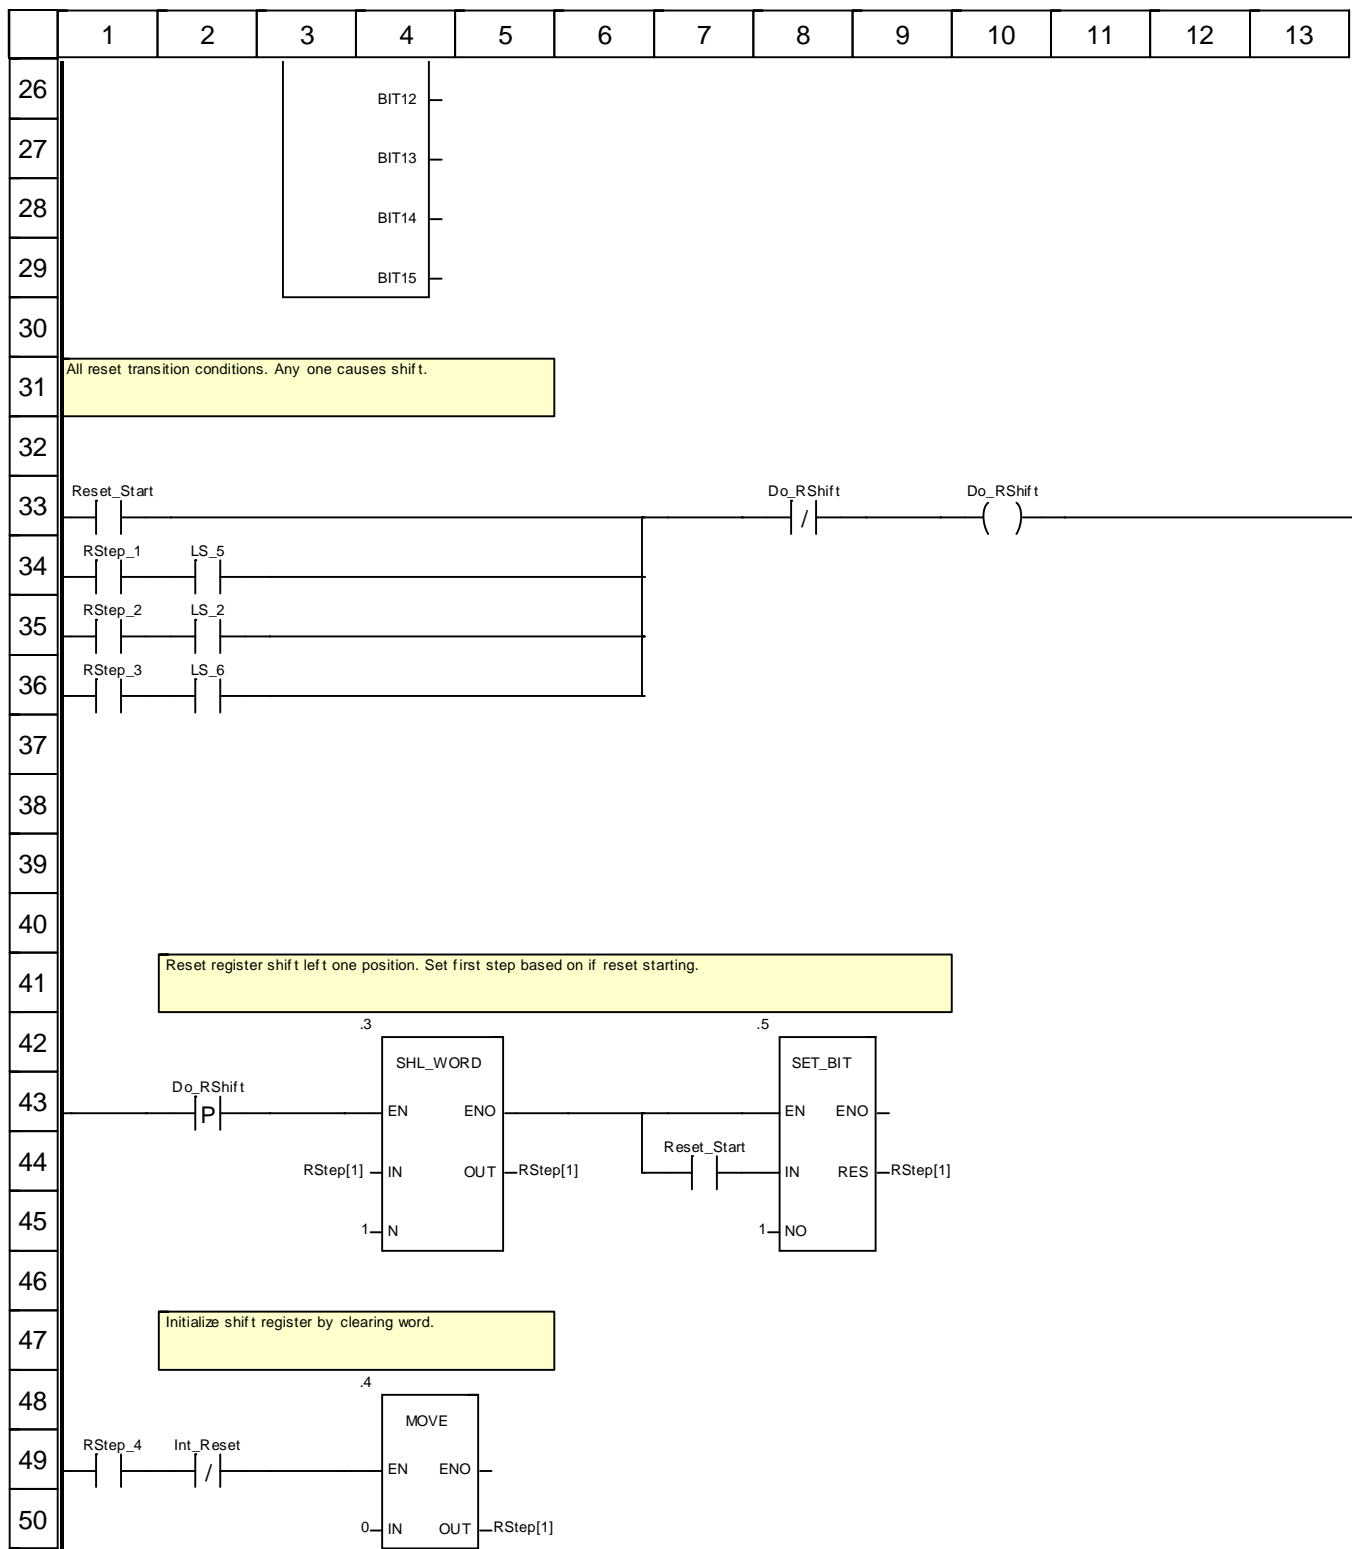 1 2 3 4 5 6 7 8 9 10 11 12 13
26
BIT12
27
BIT13
28
BIT14
29
BIT15
30
31
All reset transition conditions. Any one causes shift.
32
33
Reset_Start Do_RShift Do_RShift
/
34
RStep_1 LS_5
35
RStep_2 LS_2
36
RStep_3 LS_6
37
38
39
40
41
Reset register shift left one position. Set first step based on if reset starting.
42
.3 .5
SHL_WORD SET_BIT
43
Do_RShift
P EN ENO EN ENO
44
Reset_Start
RStep[1] IN OUT RStep[1] IN RES RStep[1]
45
1 N 1 NO
46
47
Initialize shift register by clearing word.
48
.4
MOVE
49
RStep_4 Int_Reset
/ EN ENO
50
0 IN OUT RStep[1]